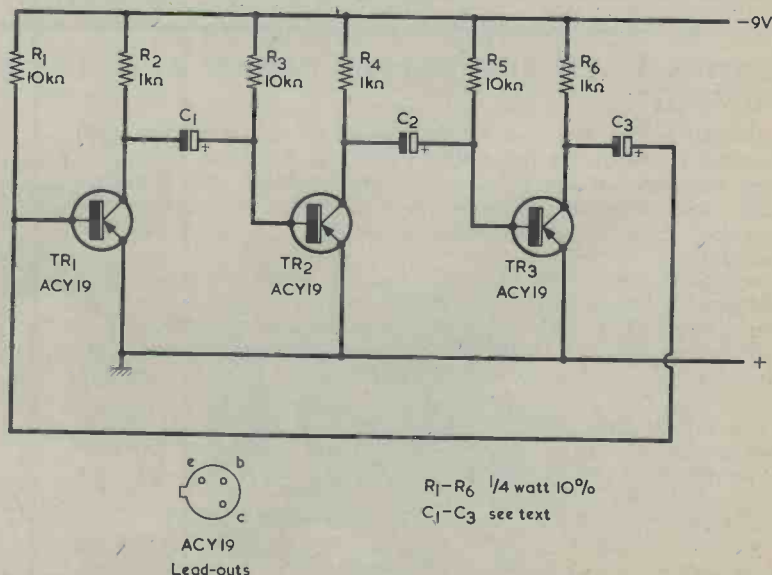 -9V
R1
10kΩ
R2
1kΩ
R3
10kΩ
R4
1kΩ
R5
10kΩ
R6
1kΩ
C1
+
C2
+
C3
+
TR1
ACY19
TR2
ACY19
TR3
ACY19
+
e b
c
ACY19
Lead-outs
R1-R6 1/4 watt 10%
C1-C3 see text